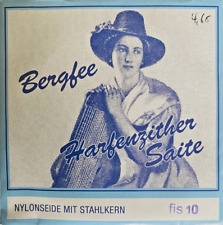 4,60
Bergfee
Harfenzither
Saite
NYLONSEIDE MIT STAHLKERN fis 10